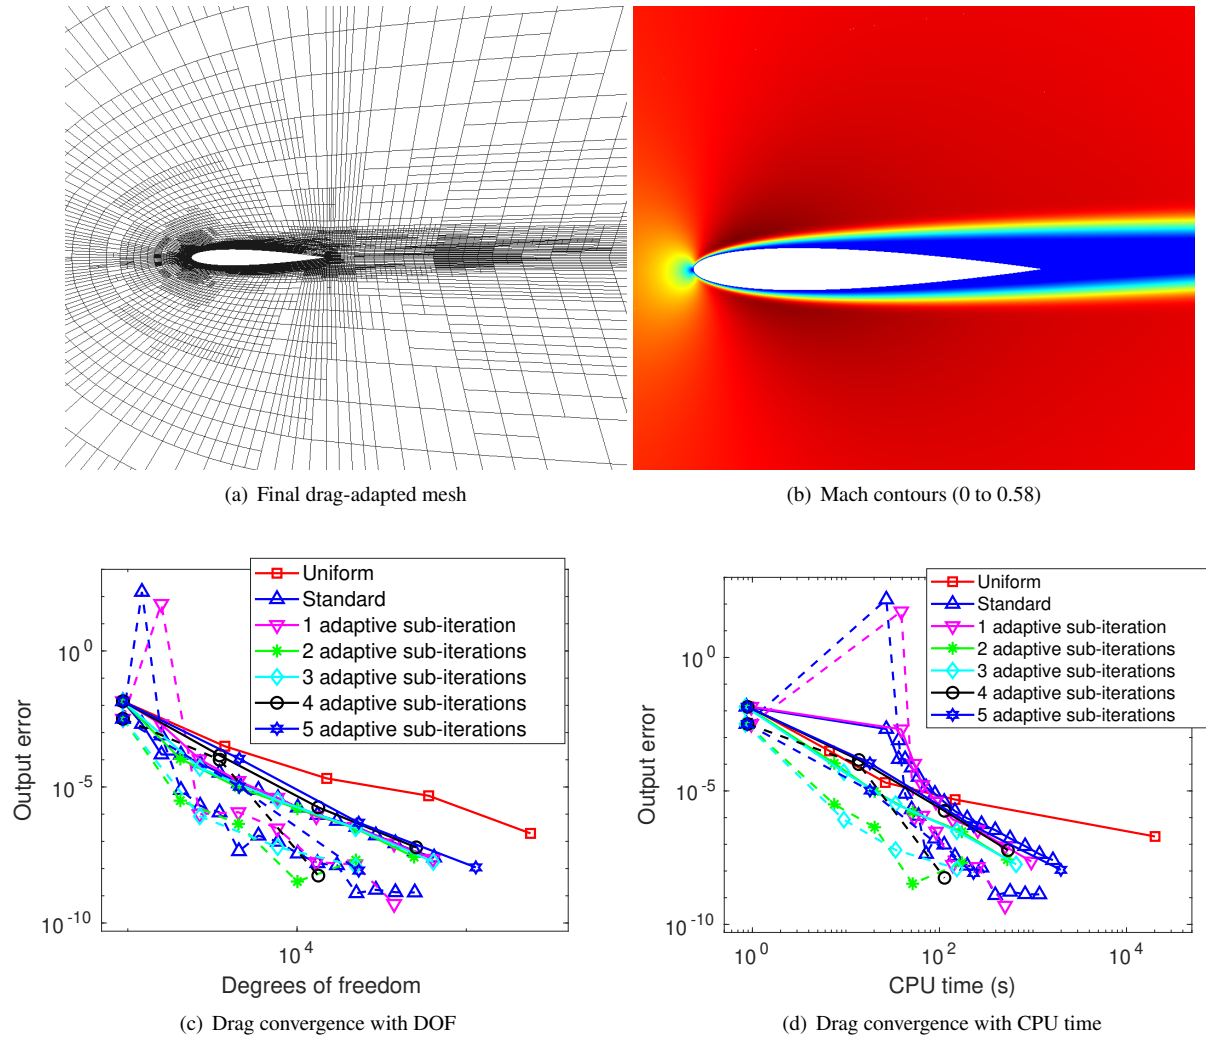 (a) Final drag-adapted mesh
(b) Mach contours (0 to 0.58)
Uniform
Standard
1 adaptive sub-iteration
2 adaptive sub-iterations
3 adaptive sub-iterations
4 adaptive sub-iterations
5 adaptive sub-iterations
10^0
10^-5
10^-10
Output error
10^4
Degrees of freedom
(c) Drag convergence with DOF
Uniform
Standard
1 adaptive sub-iteration
2 adaptive sub-iterations
3 adaptive sub-iterations
4 adaptive sub-iterations
5 adaptive sub-iterations
10^0
10^-5
10^-10
Output error
10^0 10^2 10^4
CPU time (s)
(d) Drag convergence with CPU time